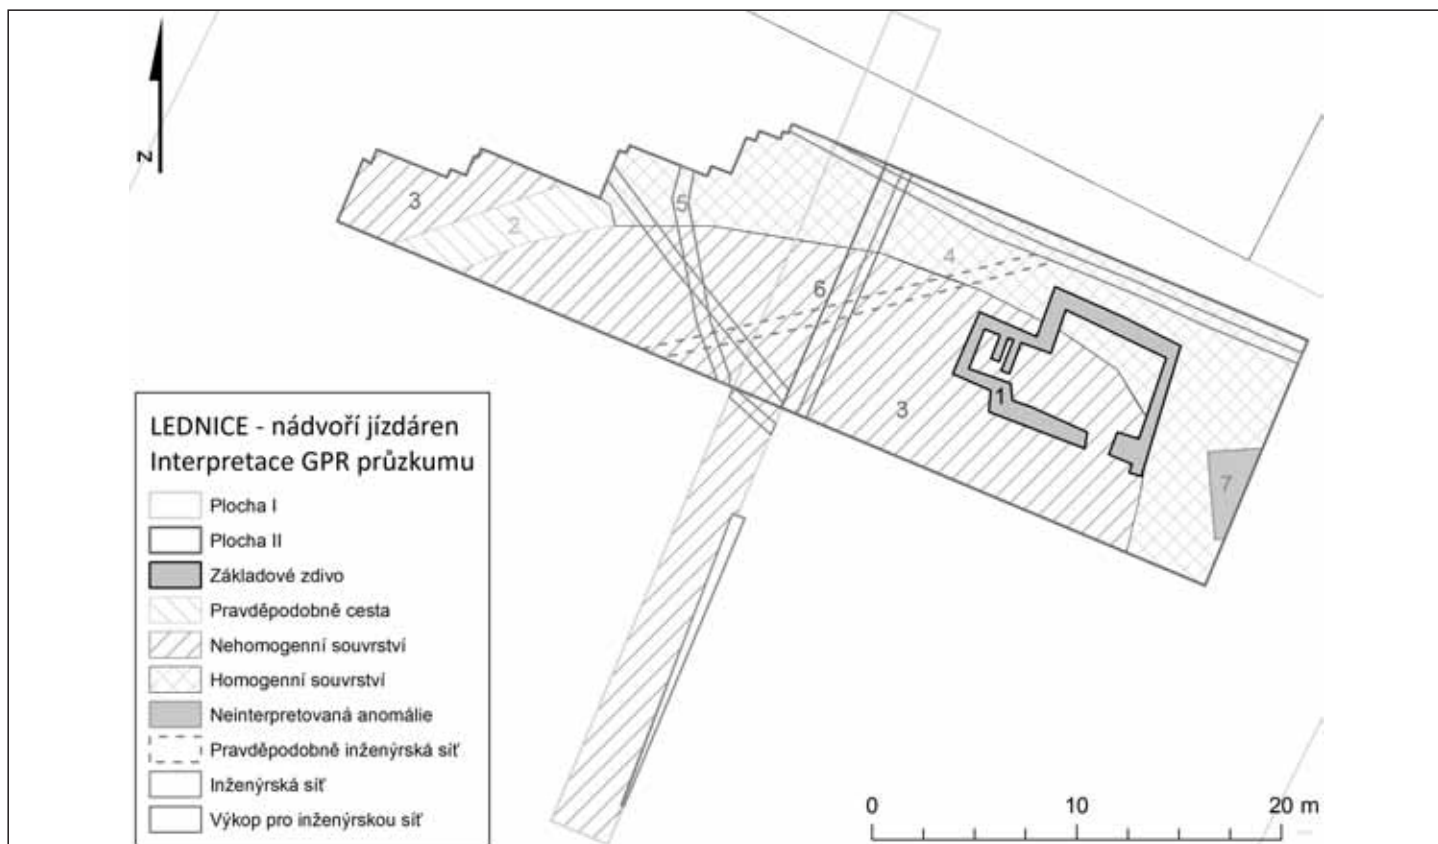 N
5
3
2
4
6
3
1
7
LEDNICE - nádvoří jízdáren
Interpretace GPR průzkumu
Plocha I
Plocha II
Základové zdivo
Pravděpodobně cesta
Nehomogenní souvrství
Homogenní souvrství
Neinterpretovaná anomálie
Pravděpodobně inženýrská síť
Inženýrská síť
Výkop pro inženýrskou síť
0 10 20 m